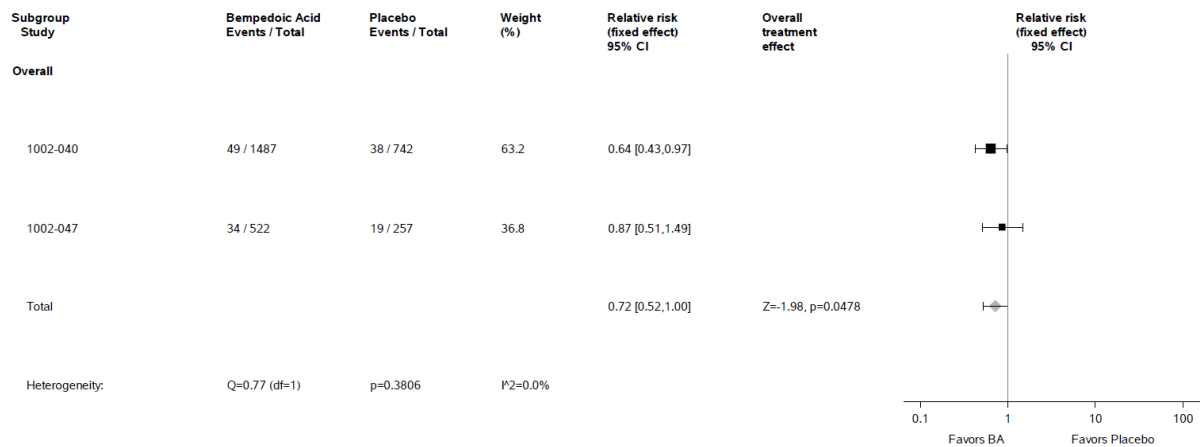 Subgroup Bempedoic Acid Placebo Weight Relative risk Overall Relative risk
Study Events / Total Events / Total (%) (fixed effect) treatment (fixed effect)
95% CI effect 95% CI
Overall
1002-040 49 / 1487 38 / 742 63.2 0.64 [0.43,0.97]
1002-047 34 / 522 19 / 257 36.8 0.87 [0.51,1.49]
Total 0.72 [0.52,1.00] Z=-1.98, p=0.0478
Heterogeneity: Q=0.77 (df=1) p=0.3806 I^2=0.0%
0.1 1 10 100
Favors BA Favors Placebo